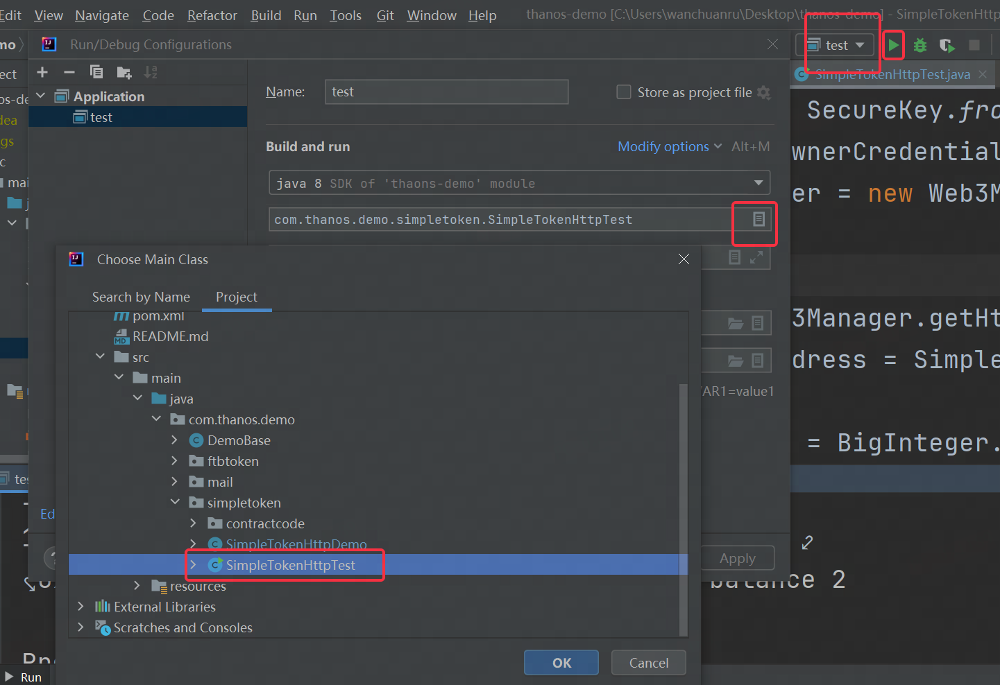 Edit View Navigate Code Refactor Build Run Tools Git Window Help thanos-demo [C:\Users\wanchuanru\Desktop\thanos-demo] - SimpleTokenHttp
mo
Run/Debug Configurations
test
ect
SimpleTokenHttpTest.java
Application
test
Name: test
Store as project file
SecureKey.fro
os-de
dea
gs
c
mai
j
Build and run
Modify options Alt+M
wnerCredential
java 8 SDK of 'thaons-demo' module
er = new Web3M
com.thanos.demo.simpletoken.SimpleTokenHttpTest
Choose Main Class
Search by Name Project
3Manager.getHt
pom.xml
README.md
src
dress = Simple
main
AR1=value1
java
com.thanos.demo
DemoBase
= BigInteger.
ftbtoken
mail
tes
simpletoken
Ed
contractcode
SimpleTokenHttpDemo
2
Apply
SimpleTokenHttpTest
balance 2
resources
External Libraries
Scratches and Consoles
OK Cancel
Run